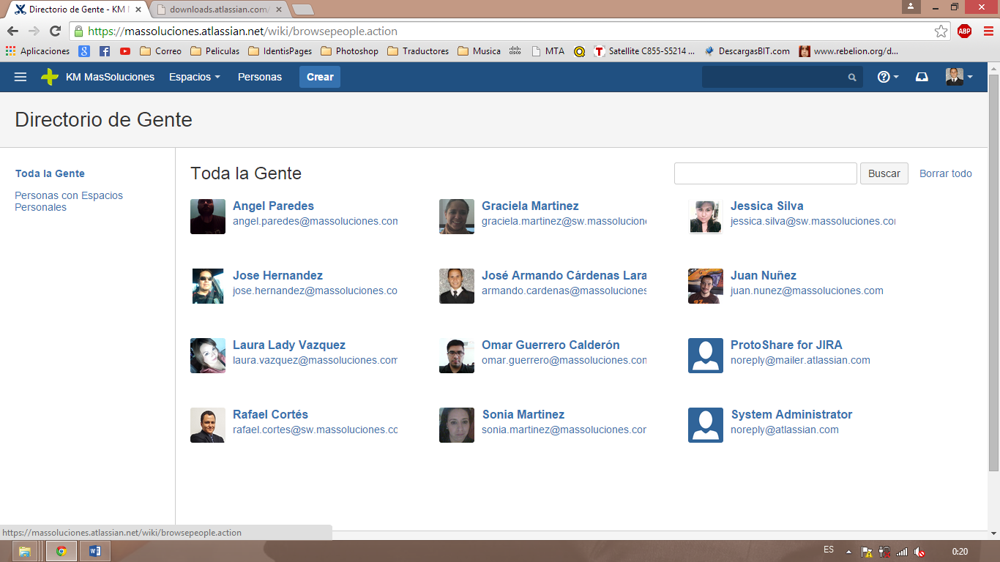 Directorio de Gente - KM M
downloads.atlassian.com/
https://massoluciones.atlassian.net/wiki/browsepeople.action
ABP
Aplicaciones
Correo
Peliculas
IdentisPages
Photoshop
Traductores
Musica
cisco
MTA
Satellite C855-S5214 ...
DescargasBIT.com
www.rebelion.org/d...
KM MasSoluciones
Espacios
Personas
Crear
Directorio de Gente
Toda la Gente
Personas con Espacios
Personales
Toda la Gente
Buscar
Borrar todo
Angel Paredes
angel.paredes@massoluciones.com
Graciela Martinez
graciela.martinez@sw.massolucione
Jessica Silva
jessica.silva@sw.massoluciones.co
Jose Hernandez
jose.hernandez@massoluciones.co
José Armando Cárdenas Lara
armando.cardenas@massoluciones
Juan Nuñez
juan.nunez@massoluciones.com
Laura Lady Vazquez
laura.vazquez@massoluciones.com
Omar Guerrero Calderón
omar.guerrero@massoluciones.con
ProtoShare for JIRA
noreply@mailer.atlassian.com
Rafael Cortés
rafael.cortes@sw.massoluciones.co
Sonia Martinez
sonia.martinez@massoluciones.com
System Administrator
noreply@atlassian.com
https://massoluciones.atlassian.net/wiki/browsepeople.action
ES
0:20